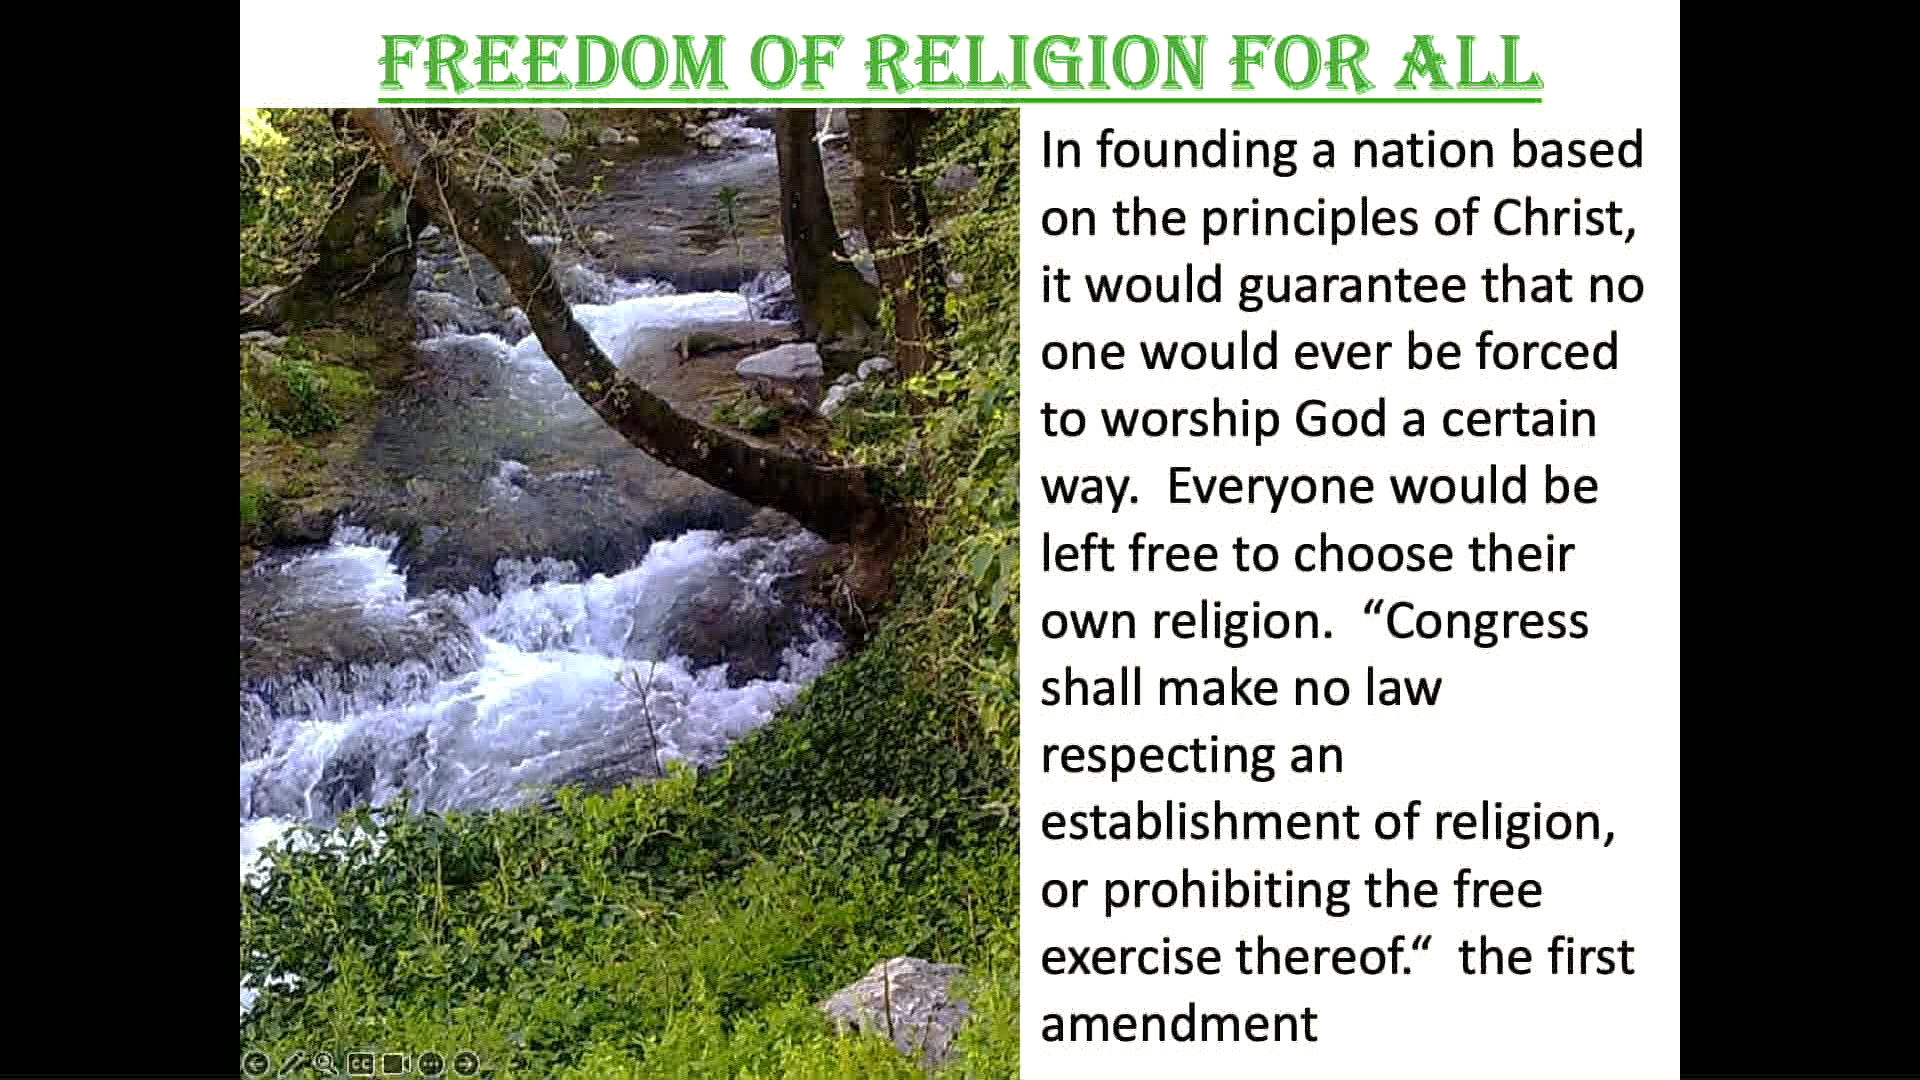 FREEDOM OF RELIGION FOR ALL
In founding a nation based
on the principles of Christ,
it would guarantee that no
one would ever be forced
to worship God a certain
way.  Everyone would be
left free to choose their
own religion.  “Congress
shall make no law
respecting an
establishment of religion,
or prohibiting the free
exercise thereof.“  the first
amendment
CC